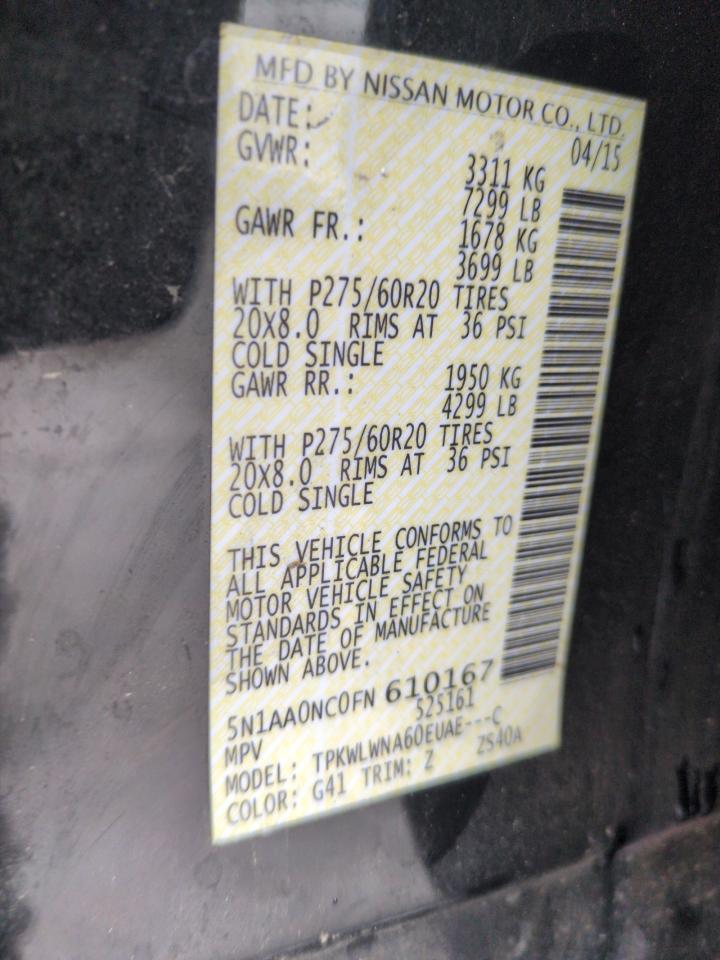 MFD BY NISSAN MOTOR CO., LTD.
DATE: 04/15
GVWR: 3311 KG
7299 LB
GAWR FR.: 1678 KG
3699 LB
WITH P275/60R20 TIRES
20X8.0 RIMS AT 36 PSI
COLD SINGLE
GAWR RR.: 1950 KG
4299 LB
WITH P275/60R20 TIRES
20X8.0 RIMS AT 36 PSI
COLD SINGLE
THIS VEHICLE CONFORMS TO
ALL APPLICABLE FEDERAL
MOTOR VEHICLE SAFETY
STANDARDS IN EFFECT ON
THE DATE OF MANUFACTURE
SHOWN ABOVE.
5N1AA0NC0FN 610167
MPV 525161
MODEL: TPKWLWNA60EUAE---C
COLOR: G41 TRIM: Z ZS40A